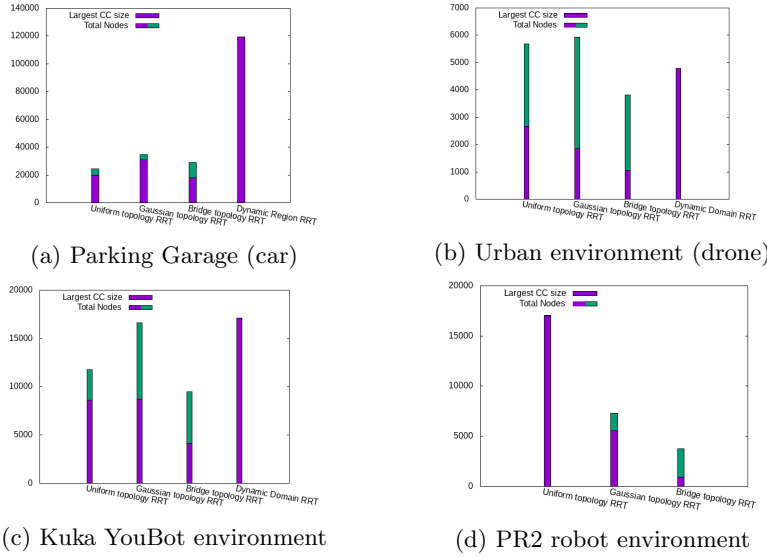 140000
120000
100000
80000
60000
40000
20000
0
Largest CC size
Total Nodes
Uniform topology RRT
Gaussian topology RRT
Bridge topology RRT
Dynamic Region RRT
(a) Parking Garage (car)
7000
6000
5000
4000
3000
2000
1000
0
Largest CC size
Total Nodes
Uniform topology RRT
Gaussian topology RRT
Bridge topology RRT
Dynamic Domain RRT
(b) Urban environment (drone)
20000
15000
10000
5000
0
Largest CC size
Total Nodes
Uniform topology RRT
Gaussian topology RRT
Bridge topology RRT
Dynamic Domain RRT
(c) Kuka YouBot environment
20000
15000
10000
5000
0
Largest CC size
Total Nodes
Uniform topology RRT
Gaussian topology RRT
Bridge topology RRT
(d) PR2 robot environment